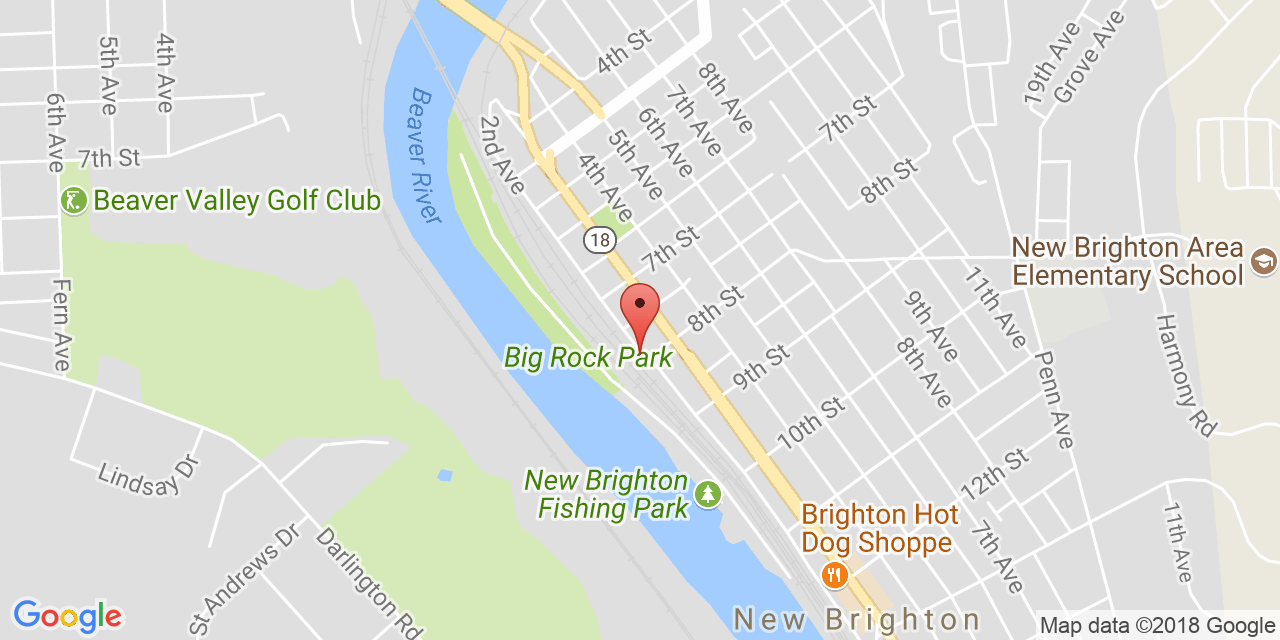 4th St
5th Ave
4th Ave
6th Ave
7th St
Beaver Valley Golf Club
Fern Ave
Lindsay Dr
St Andrews Dr
Darlington Rd
Beaver River
2nd Ave
18
4th Ave
5th Ave
6th Ave
7th Ave
8th Ave
7th St
8th St
19th Ave
Grove Ave
New Brighton Area
Elementary School
7th St
8th St
Big Rock Park
9th St
10th St
12th St
9th Ave
8th Ave
11th Ave
Penn Ave
Harmony Rd
New Brighton
Fishing Park
Brighton Hot
Dog Shoppe
7th Ave
11th Ave
New Brighton
Google
Map data ©2018 Google